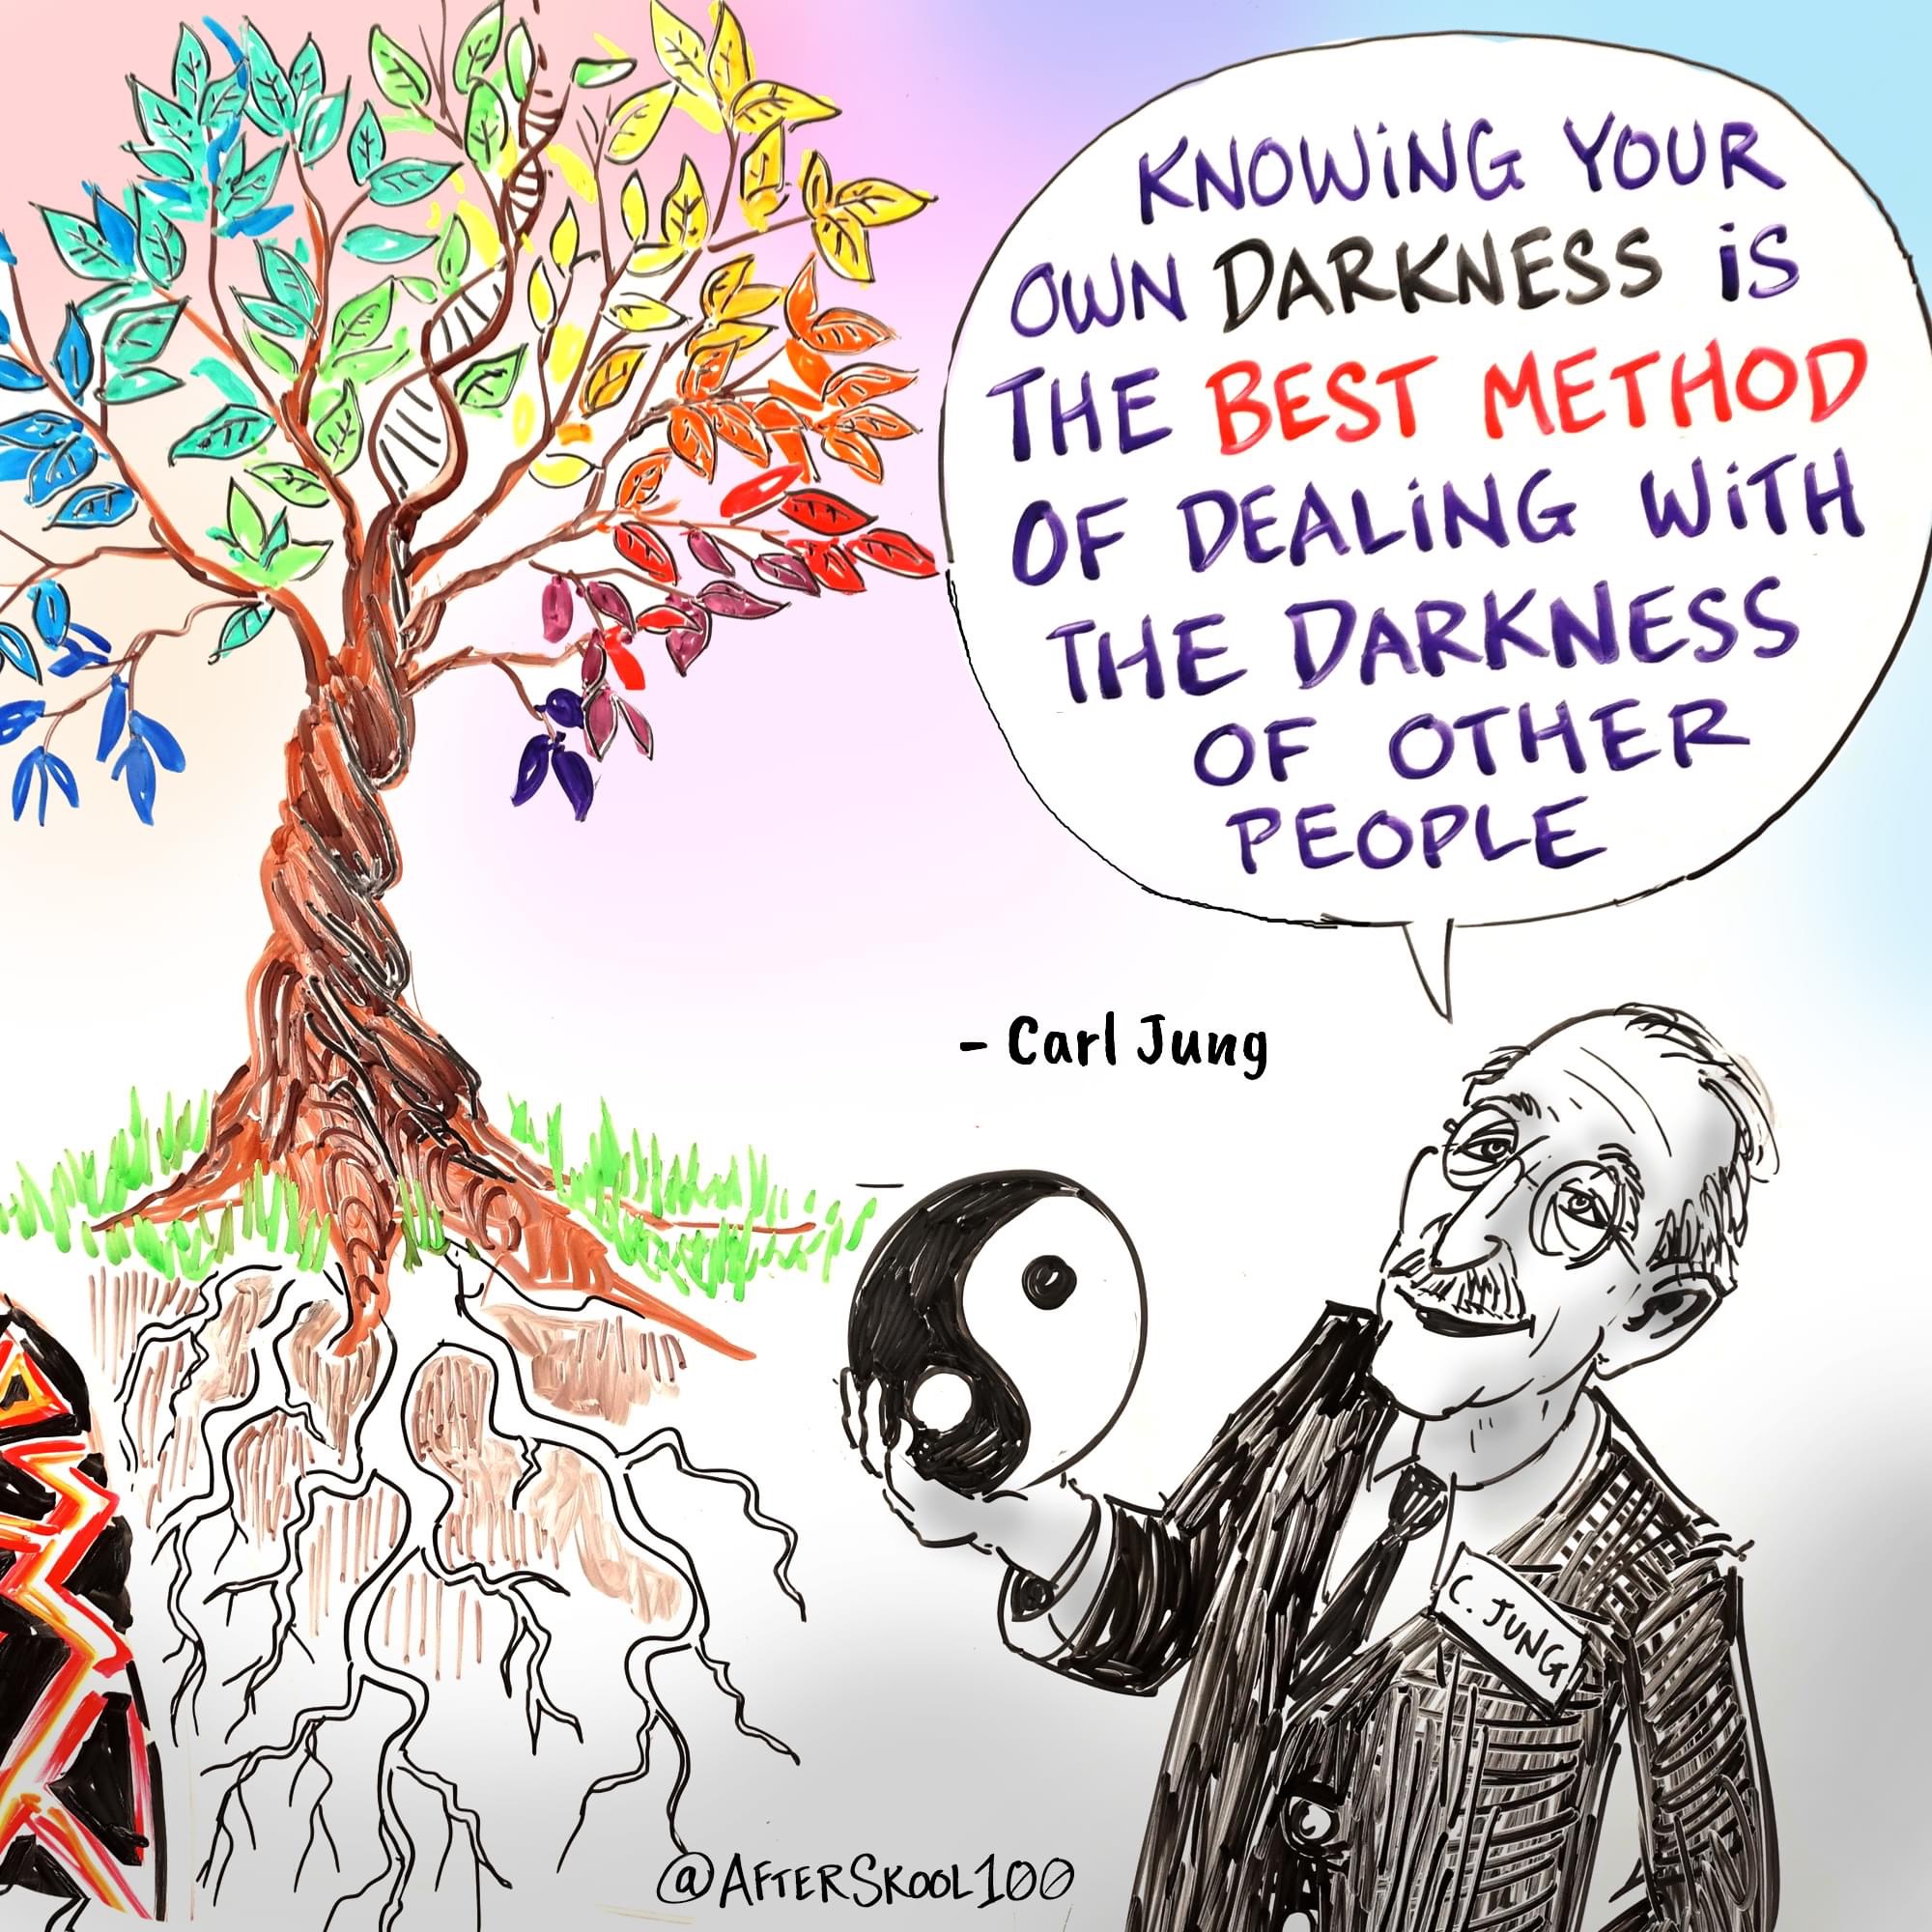 KNOWiNG YOUR
OWN DARKNESS iS
THE BEST METHOD
OF DEALiNG WiTH
THE DARKNESS
OF OTHER
PEOPLE
- Carl Jung
C. JUNG
@AFTERSKOOL100